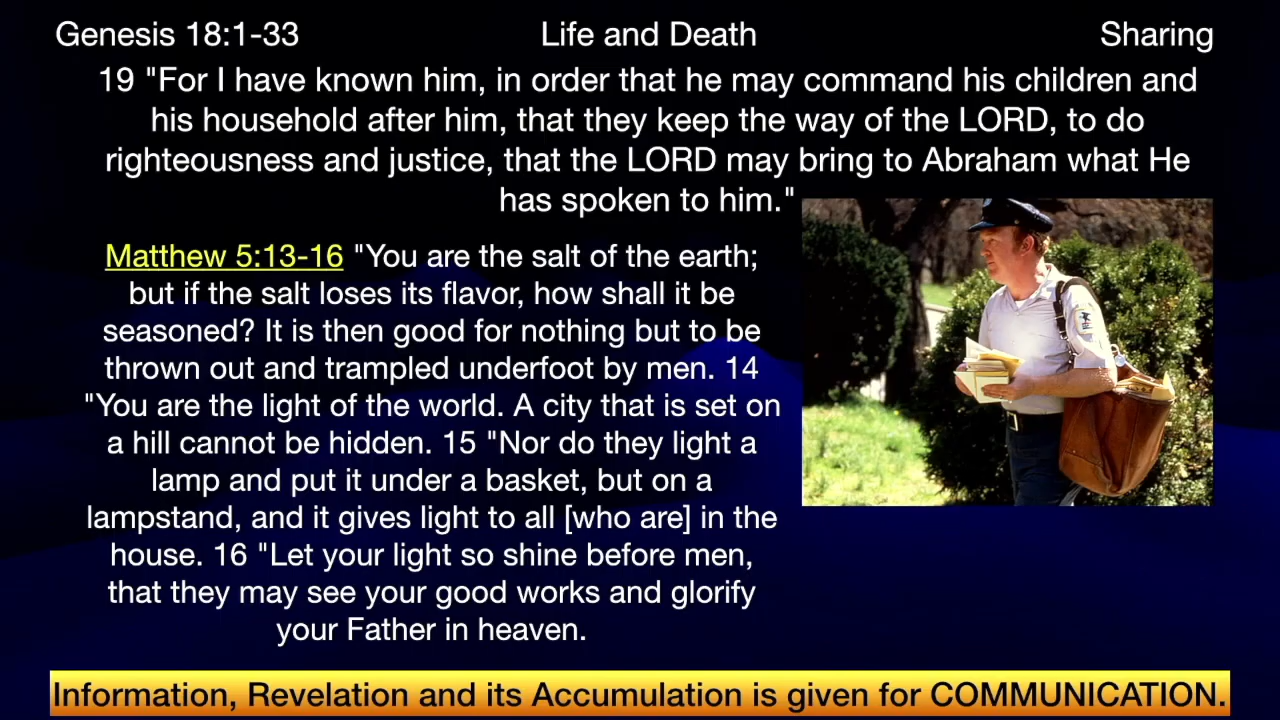 Genesis 18:1-33 Life and Death Sharing
19 "For I have known him, in order that he may command his children and
his household after him, that they keep the way of the LORD, to do
righteousness and justice, that the LORD may bring to Abraham what He
has spoken to him."
Matthew 5:13-16 "You are the salt of the earth;
but if the salt loses its flavor, how shall it be
seasoned? It is then good for nothing but to be
thrown out and trampled underfoot by men. 14
"You are the light of the world. A city that is set on
a hill cannot be hidden. 15 "Nor do they light a
lamp and put it under a basket, but on a
lampstand, and it gives light to all [who are] in the
house. 16 "Let your light so shine before men,
that they may see your good works and glorify
your Father in heaven.
Information, Revelation and its Accumulation is given for COMMUNICATION.